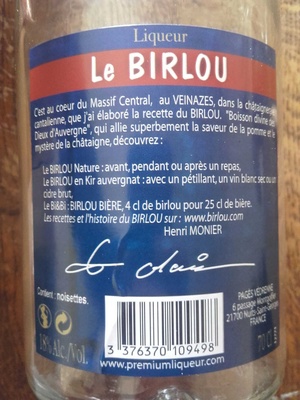 Liqueur
Le BIRLOU
C'est au coeur du Massif Central, au VEINAZES, dans la châtaigneraie
cantalienne, que j'ai élaboré la recette du BIRLOU. "Boisson divine des
Dieux d'Auvergne", qui allie superbement la saveur de la pomme et le
mystère de la châtaigne, découvrez :
Le BIRLOU Nature : avant, pendant ou après un repas,
Le BIRLOU en Kir auvergnat : avec un pétillant, un vin blanc sec ou un
cidre brut,
Le Bi&Bi : BIRLOU BIÈRE, 4 cl de birlou pour 25 cl de bière.
Les recettes et l'histoire du BIRLOU sur : www.birlou.com
Henri MONIER
Contient : noisettes.
18% Alc./Vol.
3 376370 109498
www.premiumliqueur.com
PAGÈS VEDRENNE
6 passage Montgolfier
21700 Nuits-Saint-Georges
FRANCE
70 Cl